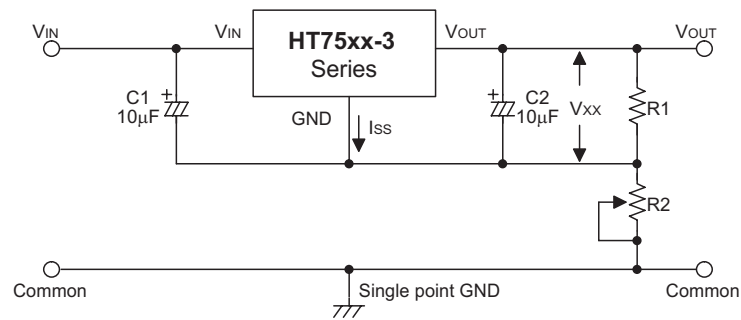 VIN
VIN
HT75xx-3
Series
VOUT
VOUT
C1
10μF
GND
ISS
C2
10μF
VXX
R1
R2
Common
Single point GND
Common